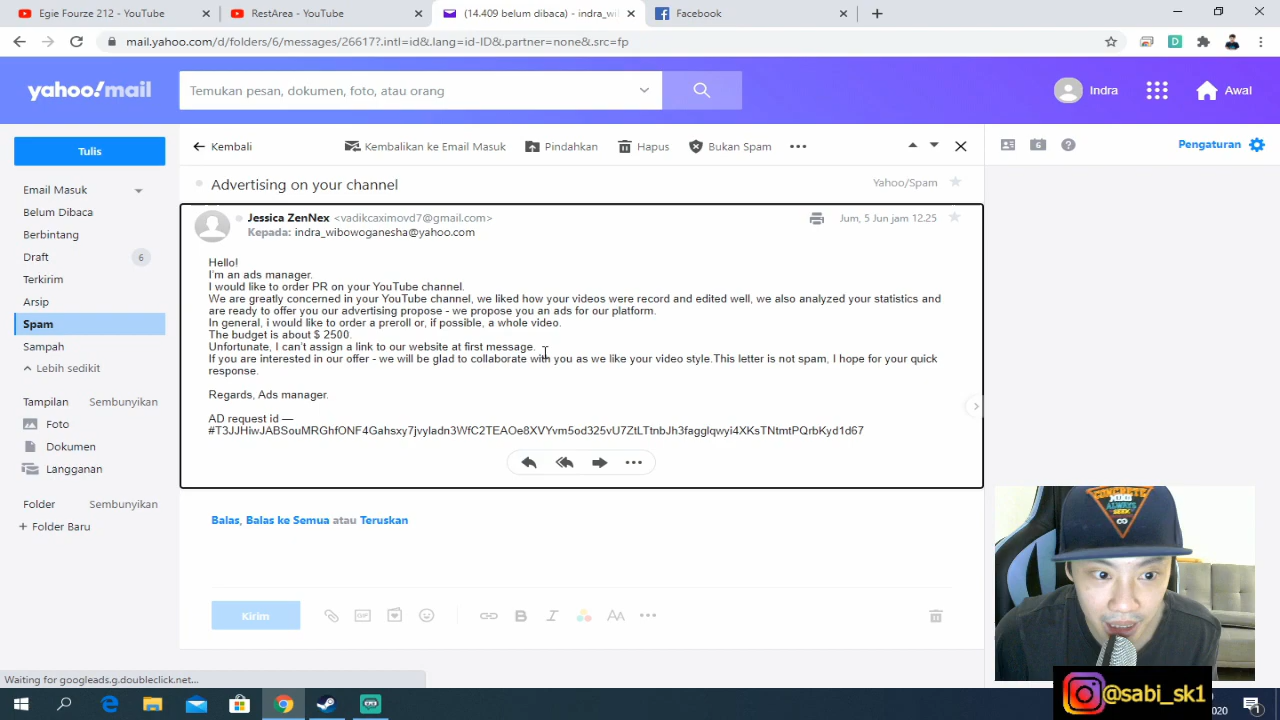 Egie Fourze 212 - YouTube
RestArea - YouTube
(14.409 belum dibaca) - indra_wi
Facebook
mail.yahoo.com/d/folders/6/messages/26617?.intl=id&.lang=id-ID&.partner=none&.src=fp
yahoo!mail
Temukan pesan, dokumen, foto, atau orang
Indra
Awal
Tulis
Kembali
Kembalikan ke Email Masuk
Pindahkan
Hapus
Bukan Spam
6
Pengaturan
Email Masuk
Belum Dibaca
Berbintang
Draft
6
Terkirim
Arsip
Spam
Sampah
Lebih sedikit
Tampilan
Sembunyikan
Foto
Dokumen
Langganan
Folder
Sembunyikan
+ Folder Baru
Advertising on your channel
Yahoo/Spam
Jessica ZenNex <vadikcaximovd7@gmail.com>
Jum, 5 Jun jam 12.25
Kepada: indra_wibowoganesha@yahoo.com
Hello!
I'm an ads manager.
I would like to order PR on your YouTube channel.
We are greatly concerned in your YouTube channel, we liked how your videos were record and edited well, we also analyzed your statistics and
are ready to offer you our advertising propose - we propose you an ads for our platform.
In general, i would like to order a preroll or, if possible, a whole video.
The budget is about $ 2500.
Unfortunate, I can't assign a link to our website at first message.
If you are interested in our offer - we will be glad to collaborate with you as we like your video style.This letter is not spam, I hope for your quick
response.
Regards, Ads manager.
AD request id —
#T3JJHiwJABSouMRGhfONF4Gahsxy7jvyladn3WfC2TEAOe8XVYvm5od325vU7ZtLTtnbJh3fagglqwyi4XKsTNtmtPQrbKyd1d67
Balas, Balas ke Semua atau Teruskan
Kirim
GIF
B
I
AA
CONCRETE
ALWAYS
SEEK
Waiting for googleads.g.doubleclick.net...
@sabi_sk1
2020
1